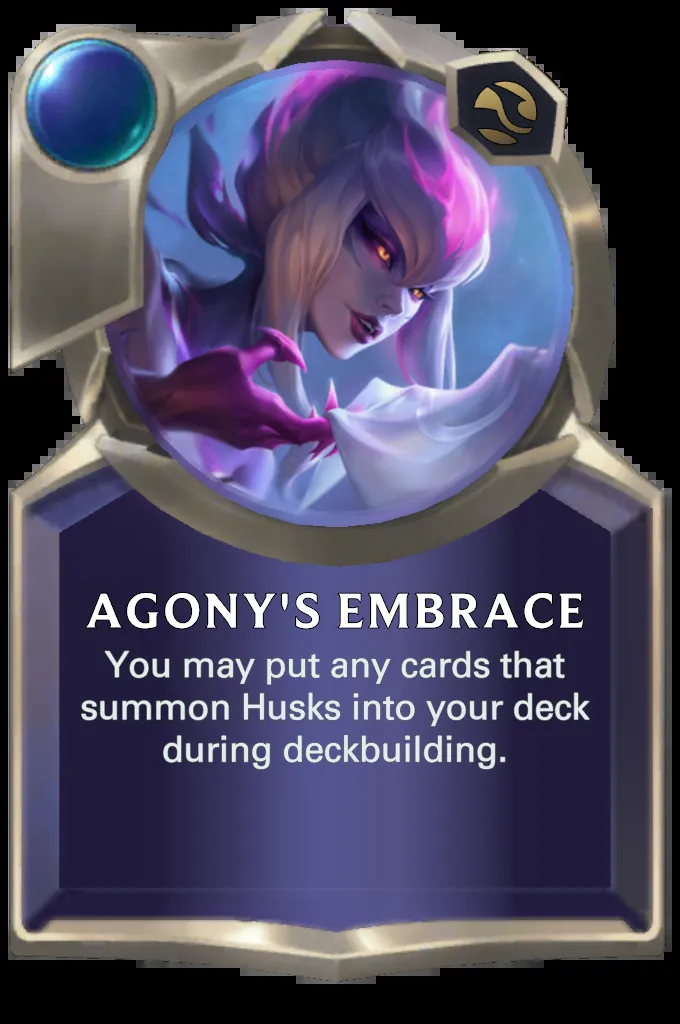 AGONY'S EMBRACE
You may put any cards that
summon Husks into your deck
during deckbuilding.